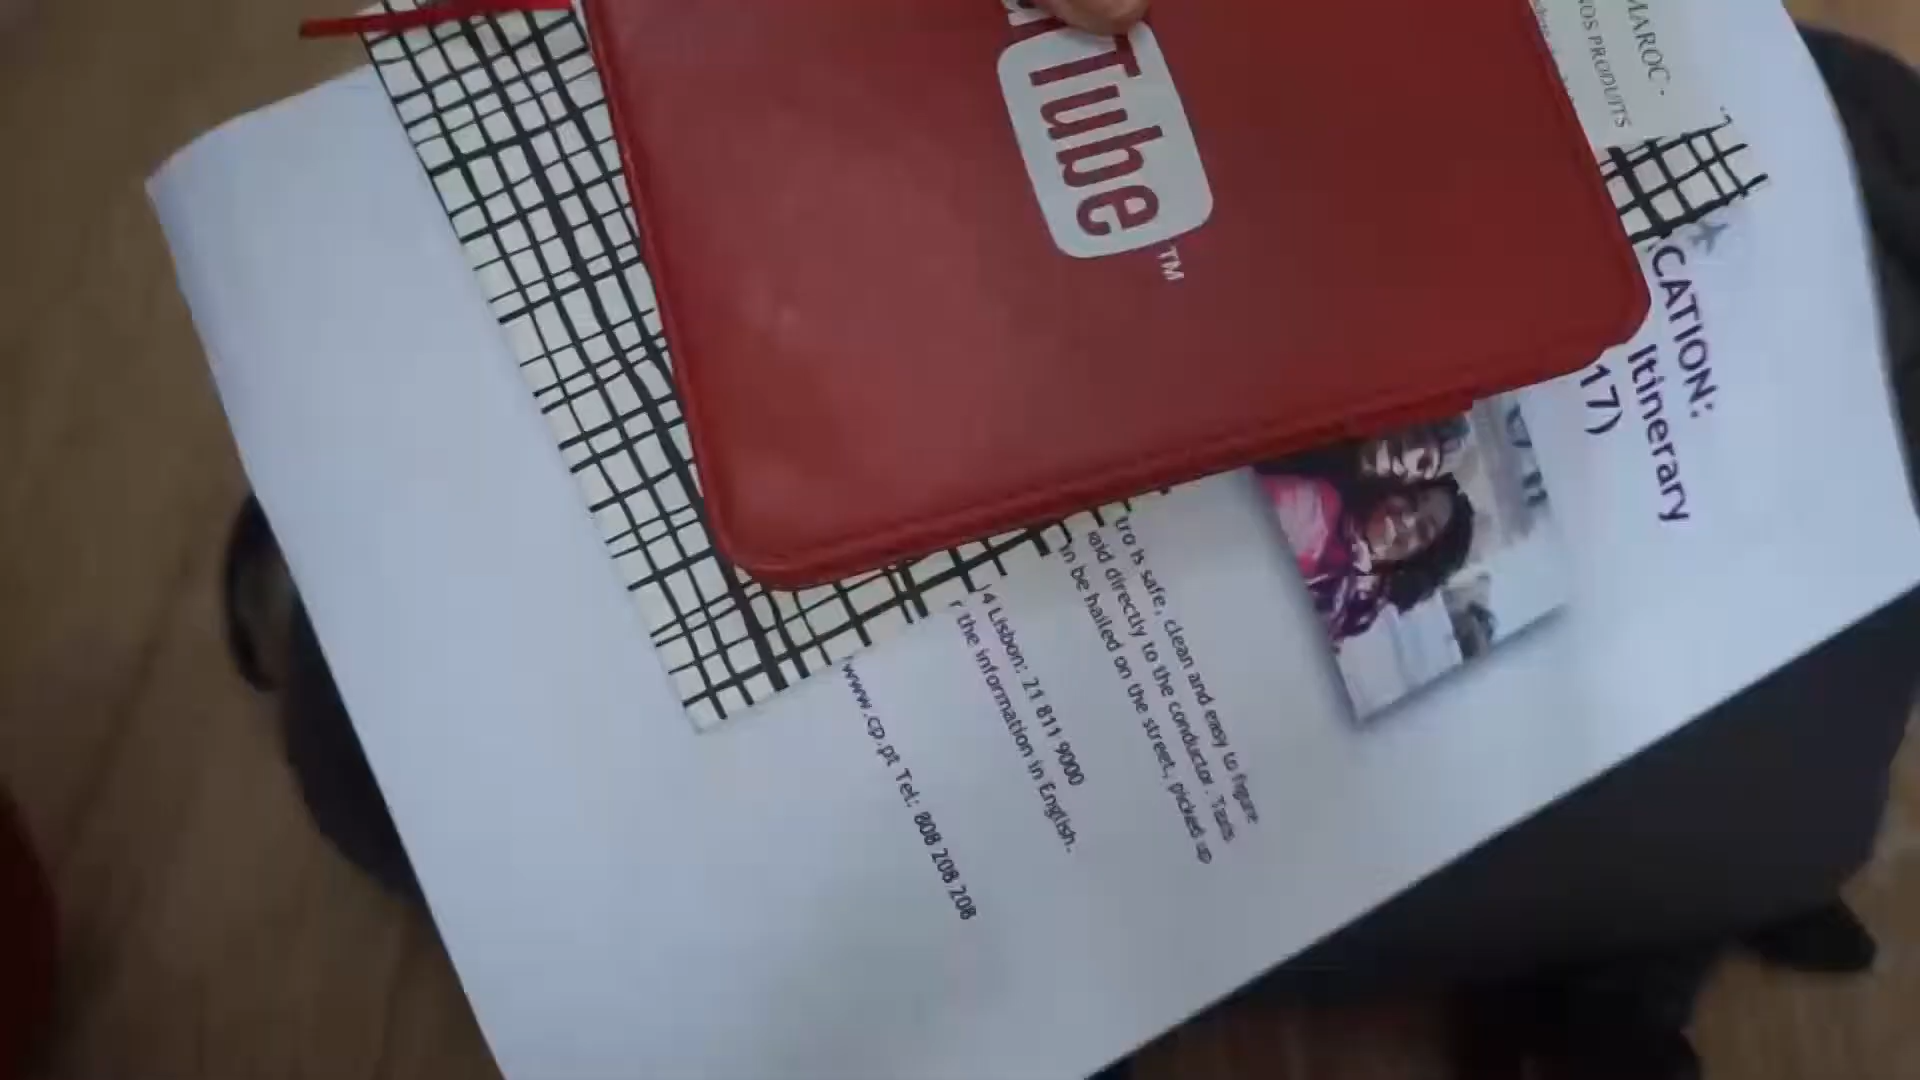 Tube
TM
MAROC -
NOS PRODUITS
CATION:
Itinerary
17)
is safe, clean and easy to figure
directly to the conductor. Taxis
be hailed on the street, picked up
4 Lisbon: 21 811 9000
the information in English.
www.cp.pt Tel: 808 208 208